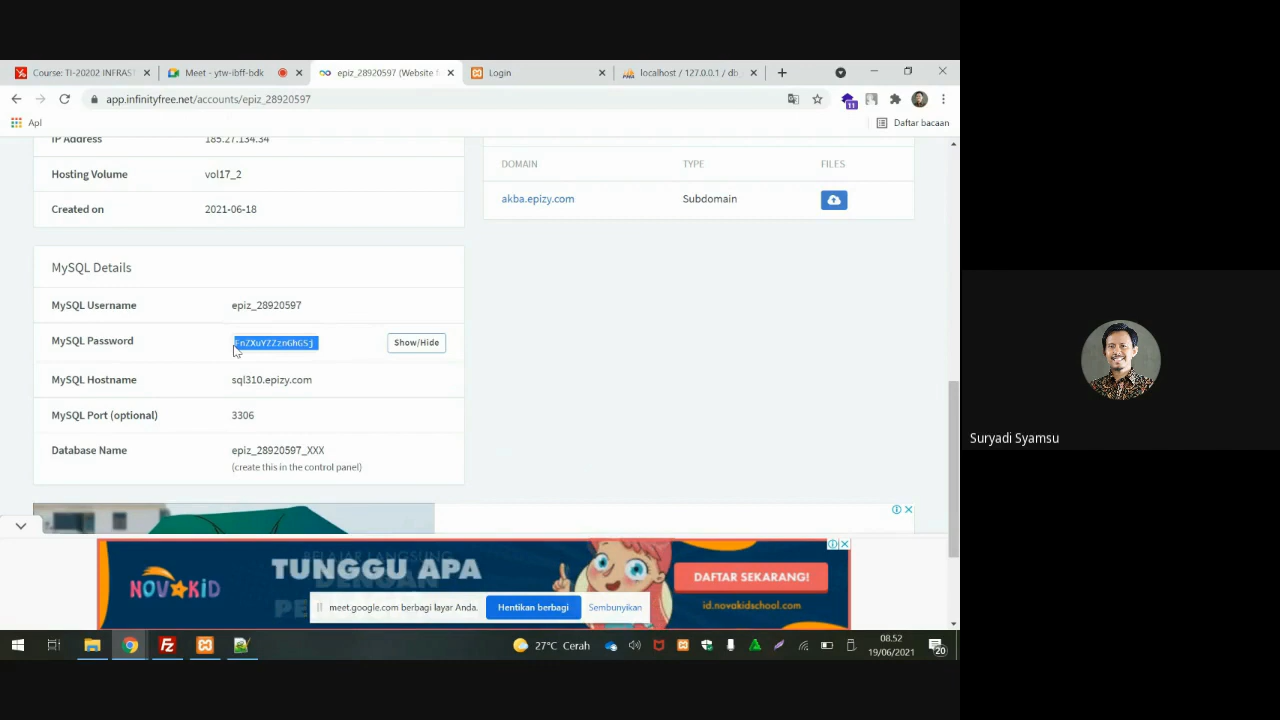 Course: TI-20202 INFRAS
Meet - ytw-ibff-bdk
epiz_28920597 (Website f
Login
localhost / 127.0.0.1 / db_
app.infinityfree.net/accounts/epiz_28920597
Apl
Daftar bacaan
IP Address 185.27.134.34
Hosting Volume vol17_2
Created on 2021-06-18
DOMAIN TYPE FILES
akba.epizy.com Subdomain
MySQL Details
MySQL Username epiz_28920597
MySQL Password Show/Hide
MySQL Hostname sql310.epizy.com
MySQL Port (optional) 3306
Database Name epiz_28920597_XXX
(create this in the control panel)
NOVAKID
TUNGGU APA
DAFTAR SEKARANG!
id.novakidschool.com
meet.google.com berbagi layar Anda.
Hentikan berbagi
Sembunyikan
27°C Cerah
08.52
19/06/2021
20
Suryadi Syamsu